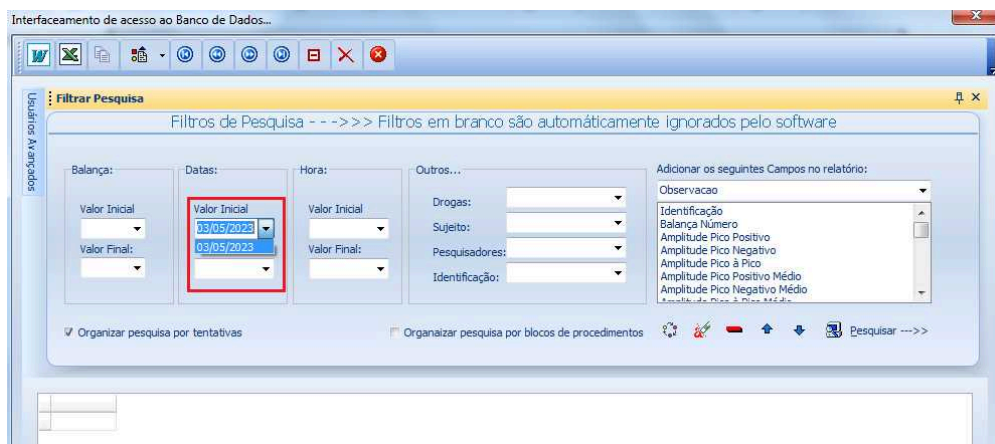 Interfaceamento de acesso ao Banco de Dados...
Usuários Avançados
Filtrar Pesquisa
Filtros de Pesquisa - - ->>> Filtros em branco são automáticamente ignorados pelo software
Balança:
Valor Inicial
Valor Final:
Datas:
Valor Inicial
03/05/2023
03/05/2023
Hora:
Valor Inicial
Valor Final:
Outros...
Drogas:
Sujeito:
Pesquisadores:
Identificação:
Adicionar os seguintes Campos no relatório:
Observacao
Identificação
Balança Número
Amplitude Pico Positivo
Amplitude Pico Negativo
Amplitude Pico à Pico
Amplitude Pico Positivo Médio
Amplitude Pico Negativo Médio
Amplitude Pico à Pico Médio
Organizar pesquisa por tentativas
Organaizar pesquisa por blocos de procedimentos
Pesquisar --->>